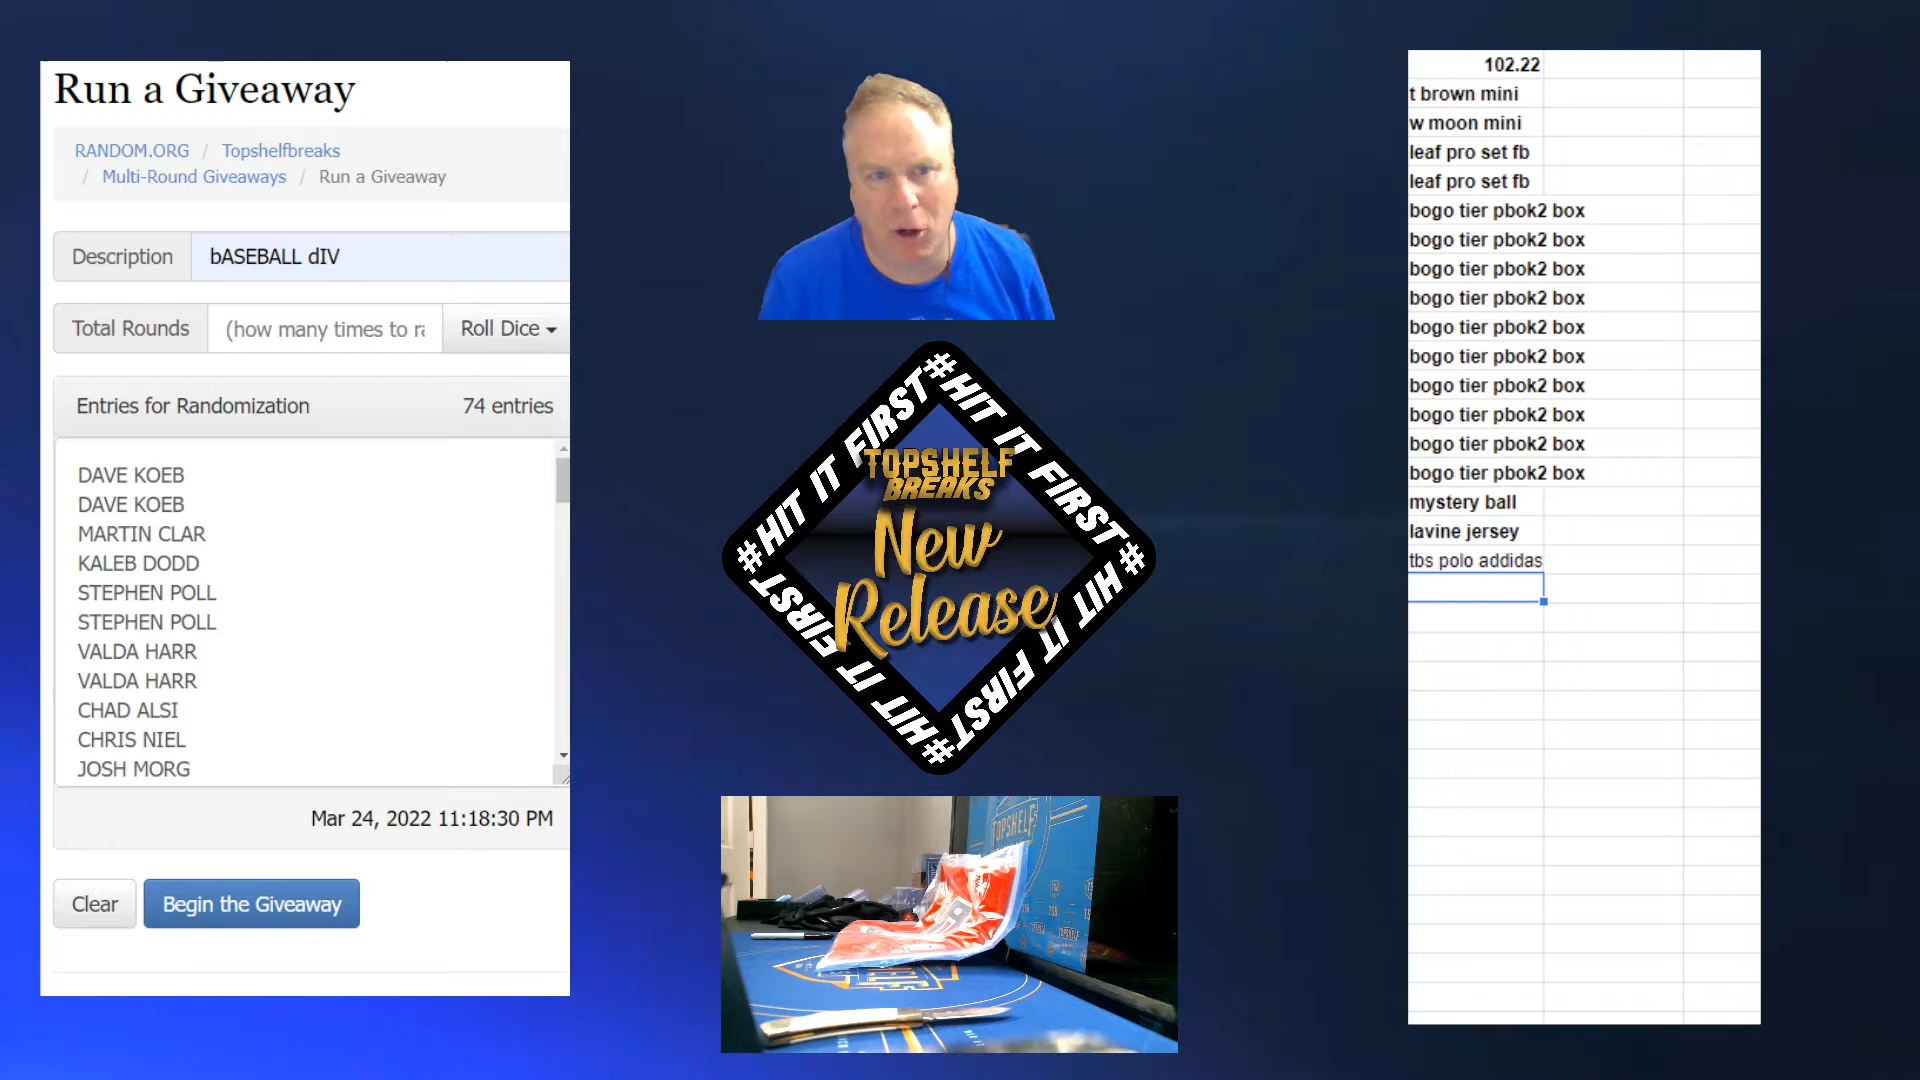 Run a Giveaway
RANDOM.ORG / Topshelfbreaks
/ Multi-Round Giveaways / Run a Giveaway
Description bASEBALL dIV
Total Rounds (how many times to ra Roll Dice
Entries for Randomization 74 entries
DAVE KOEB
DAVE KOEB
MARTIN CLAR
KALEB DODD
STEPHEN POLL
STEPHEN POLL
VALDA HARR
VALDA HARR
CHAD ALSI
CHRIS NIEL
JOSH MORG
Mar 24, 2022 11:18:30 PM
Clear Begin the Giveaway
#HIT IT FIRST
#HIT IT FIRST
#HIT IT FIRST
#HIT IT FIRST
TOPSHELF
BREAKS
New
Release
TOPSHELF
102.22
t brown mini
w moon mini
leaf pro set fb
leaf pro set fb
bogo tier pbok2 box
bogo tier pbok2 box
bogo tier pbok2 box
bogo tier pbok2 box
bogo tier pbok2 box
bogo tier pbok2 box
bogo tier pbok2 box
bogo tier pbok2 box
bogo tier pbok2 box
bogo tier pbok2 box
mystery ball
lavine jersey
tbs polo addidas